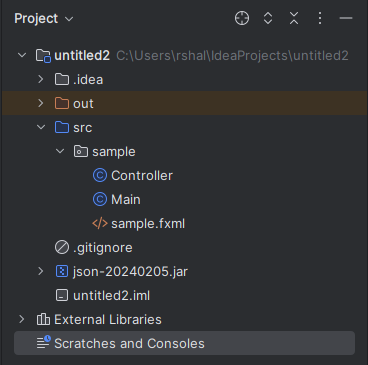 Project
untitled2 C:\Users\rshal\IdeaProjects\untitled2
.idea
out
src
sample
Controller
Main
sample.fxml
.gitignore
json-20240205.jar
untitled2.iml
External Libraries
Scratches and Consoles